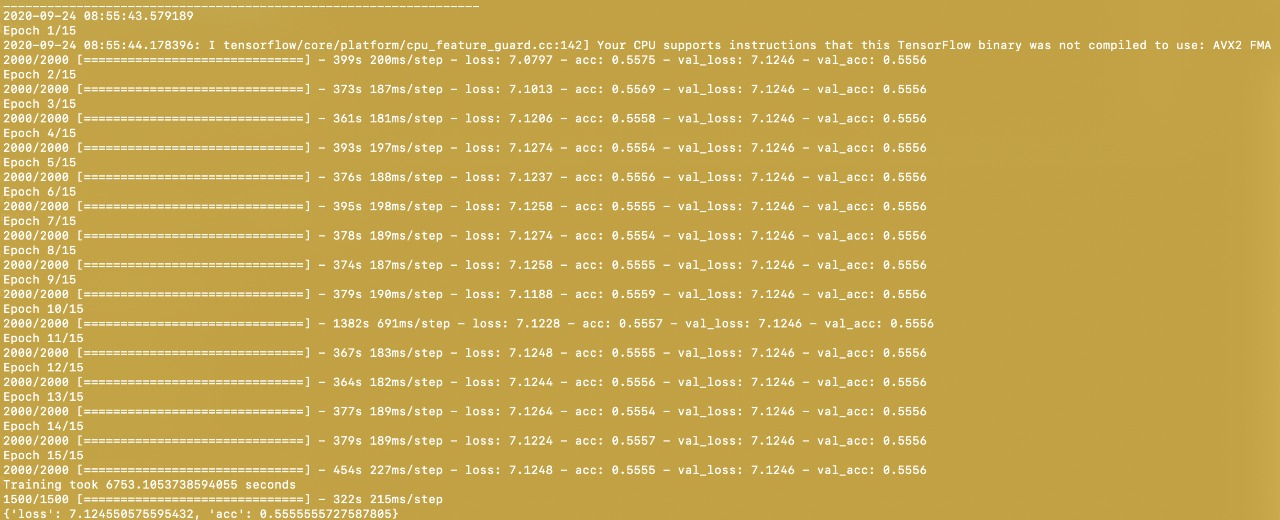 _________________________________________________________________
2020-09-24 08:55:43.579189
Epoch 1/15
2020-09-24 08:55:44.178396: I tensorflow/core/platform/cpu_feature_guard.cc:142] Your CPU supports instructions that this TensorFlow binary was not compiled to use: AVX2 FMA
2000/2000 [==============================] - 399s 200ms/step - loss: 7.0797 - acc: 0.5575 - val_loss: 7.1246 - val_acc: 0.5556
Epoch 2/15
2000/2000 [==============================] - 373s 187ms/step - loss: 7.1013 - acc: 0.5569 - val_loss: 7.1246 - val_acc: 0.5556
Epoch 3/15
2000/2000 [==============================] - 361s 181ms/step - loss: 7.1206 - acc: 0.5558 - val_loss: 7.1246 - val_acc: 0.5556
Epoch 4/15
2000/2000 [==============================] - 393s 197ms/step - loss: 7.1274 - acc: 0.5554 - val_loss: 7.1246 - val_acc: 0.5556
Epoch 5/15
2000/2000 [==============================] - 376s 188ms/step - loss: 7.1237 - acc: 0.5556 - val_loss: 7.1246 - val_acc: 0.5556
Epoch 6/15
2000/2000 [==============================] - 395s 198ms/step - loss: 7.1258 - acc: 0.5555 - val_loss: 7.1246 - val_acc: 0.5556
Epoch 7/15
2000/2000 [==============================] - 378s 189ms/step - loss: 7.1274 - acc: 0.5554 - val_loss: 7.1246 - val_acc: 0.5556
Epoch 8/15
2000/2000 [==============================] - 374s 187ms/step - loss: 7.1258 - acc: 0.5555 - val_loss: 7.1246 - val_acc: 0.5556
Epoch 9/15
2000/2000 [==============================] - 379s 190ms/step - loss: 7.1188 - acc: 0.5559 - val_loss: 7.1246 - val_acc: 0.5556
Epoch 10/15
2000/2000 [==============================] - 1382s 691ms/step - loss: 7.1228 - acc: 0.5557 - val_loss: 7.1246 - val_acc: 0.5556
Epoch 11/15
2000/2000 [==============================] - 367s 183ms/step - loss: 7.1248 - acc: 0.5555 - val_loss: 7.1246 - val_acc: 0.5556
Epoch 12/15
2000/2000 [==============================] - 364s 182ms/step - loss: 7.1244 - acc: 0.5556 - val_loss: 7.1246 - val_acc: 0.5556
Epoch 13/15
2000/2000 [==============================] - 377s 189ms/step - loss: 7.1264 - acc: 0.5554 - val_loss: 7.1246 - val_acc: 0.5556
Epoch 14/15
2000/2000 [==============================] - 379s 189ms/step - loss: 7.1224 - acc: 0.5557 - val_loss: 7.1246 - val_acc: 0.5556
Epoch 15/15
2000/2000 [==============================] - 454s 227ms/step - loss: 7.1248 - acc: 0.5555 - val_loss: 7.1246 - val_acc: 0.5556
Training took 6753.1053738594055 seconds
1500/1500 [==============================] - 322s 215ms/step
{'loss': 7.124550575595432, 'acc': 0.5555555727587805}